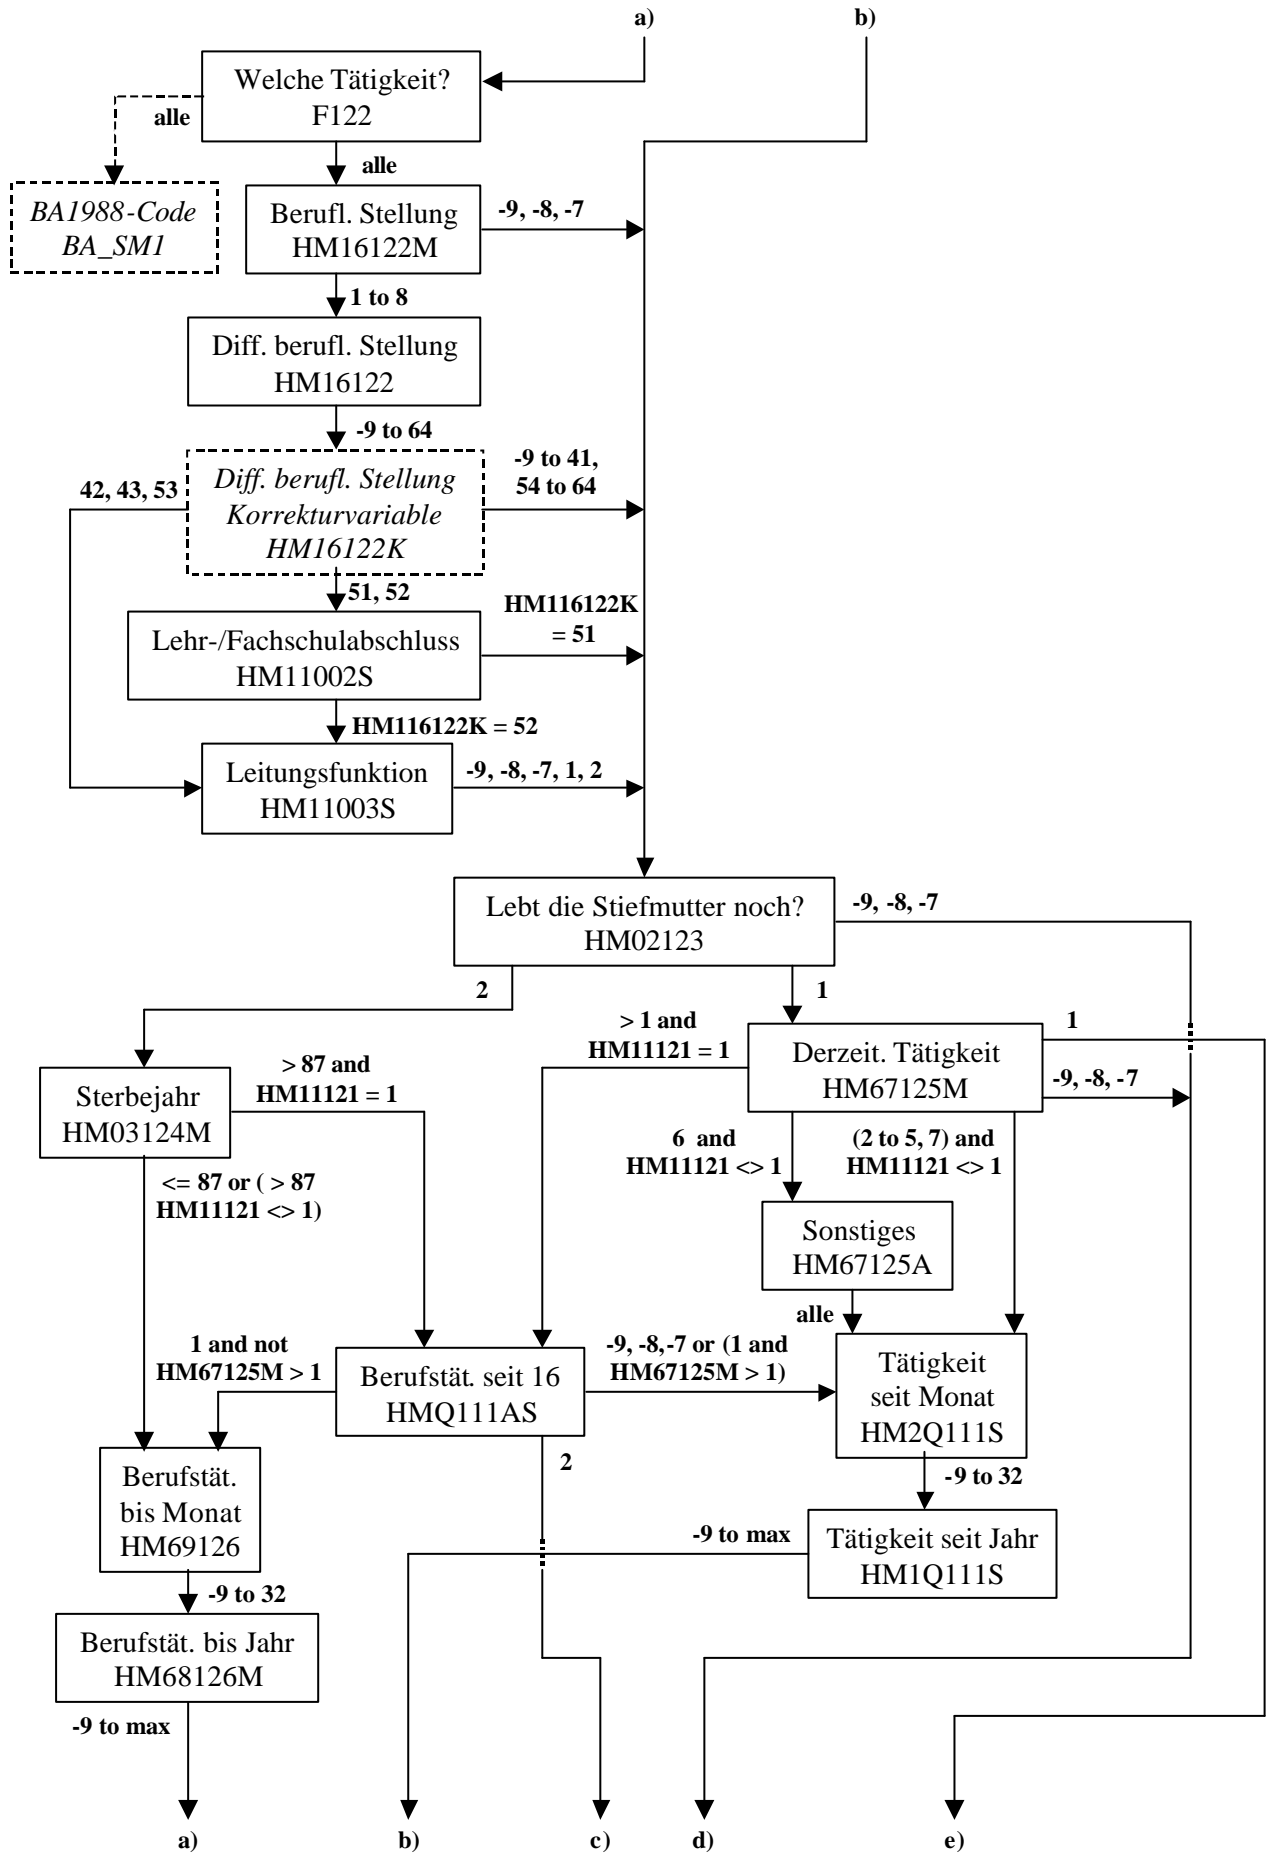 a)
b)
Welche Tätigkeit?
F122
alle
alle
BA1988-Code
BA_SM1
Berufl. Stellung
HM16122M
-9, -8, -7
1 to 8
Diff. berufl. Stellung
HM16122
-9 to 64
42, 43, 53
Diff. berufl. Stellung
Korrekturvariable
HM16122K
-9 to 41,
54 to 64
51, 52
HM116122K
= 51
Lehr-/Fachschulabschluss
HM11002S
HM116122K = 52
Leitungsfunktion
HM11003S
-9, -8, -7, 1, 2
Lebt die Stiefmutter noch?
HM02123
-9, -8, -7
2
1
> 1 and
HM11121 = 1
Derzeit. Tätigkeit
HM67125M
1
-9, -8, -7
Sterbejahr
HM03124M
> 87 and
HM11121 = 1
6 and
HM11121 <> 1
(2 to 5, 7) and
HM11121 <> 1
<= 87 or ( > 87
HM11121 <> 1)
Sonstiges
HM67125A
alle
1 and not
HM67125M > 1
Berufstät. seit 16
HMQ111AS
-9, -8,-7 or (1 and
HM67125M > 1)
Tätigkeit
seit Monat
HM2Q111S
2
-9 to 32
Berufstät.
bis Monat
HM69126
-9 to max
Tätigkeit seit Jahr
HM1Q111S
-9 to 32
Berufstät. bis Jahr
HM68126M
-9 to max
a)
b)
c)
d)
e)